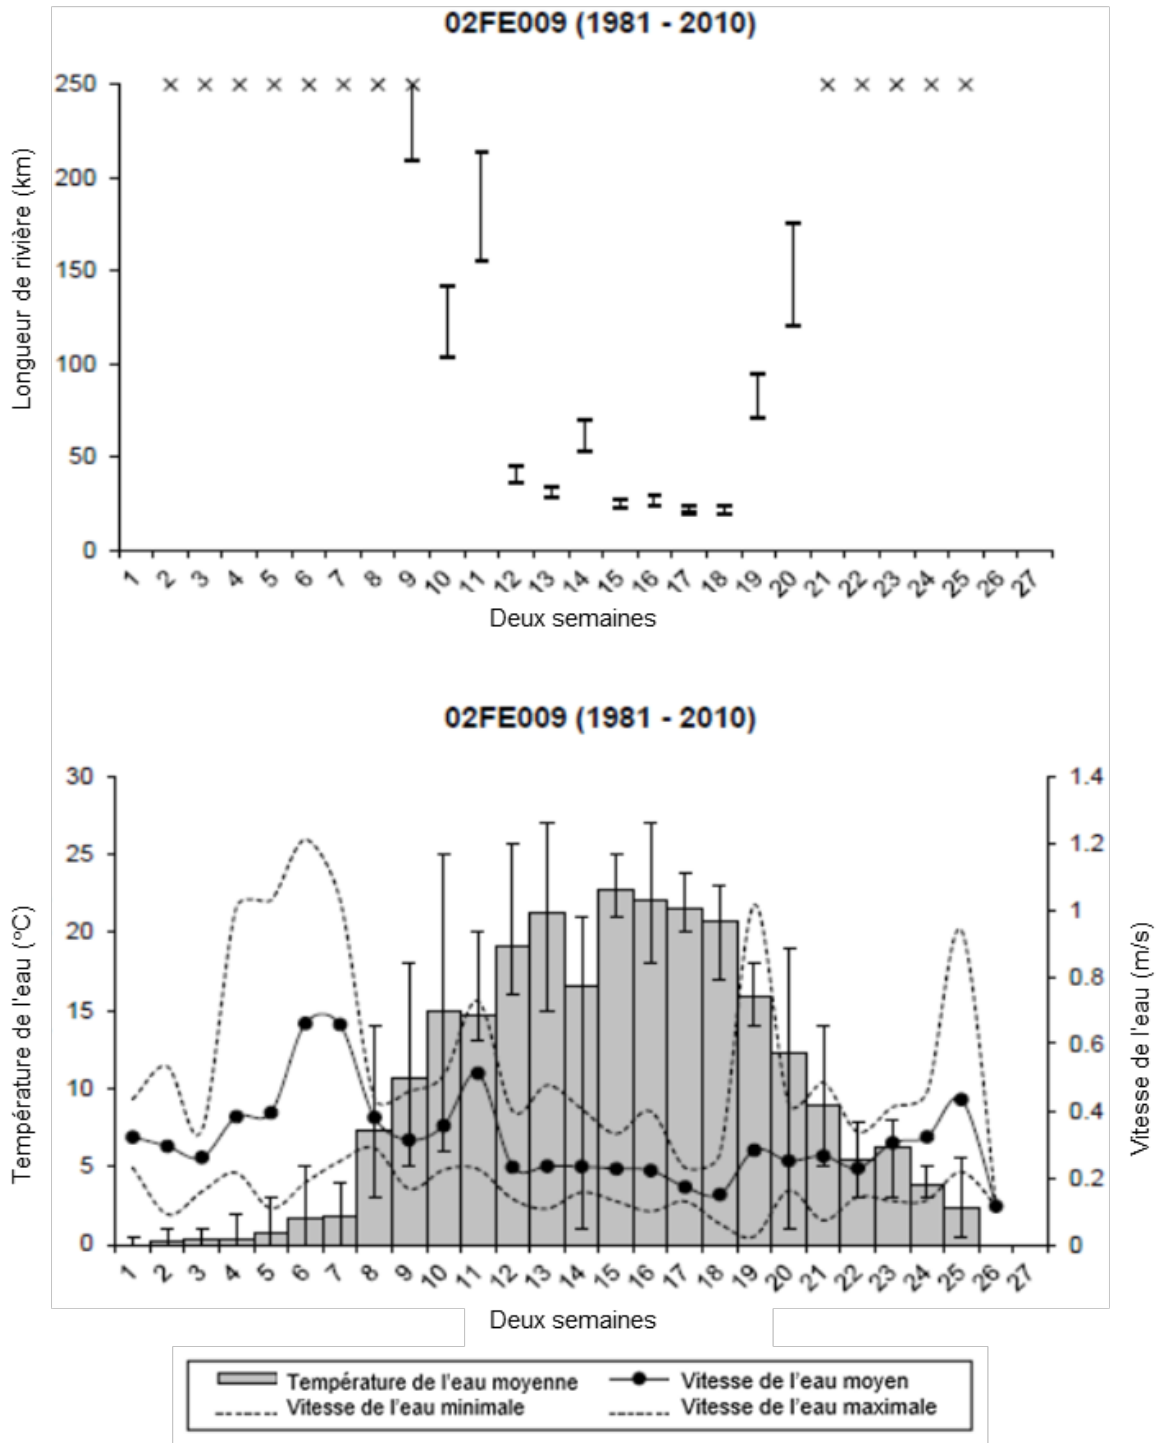 02FE009 (1981 - 2010)
Longueur de rivière (km)
250
200
150
100
50
0
1 2 3 4 5 6 7 8 9 10 11 12 13 14 15 16 17 18 19 20 21 22 23 24 25 26 27
Deux semaines
02FE009 (1981 - 2010)
Température de l'eau (°C)
30
25
20
15
10
5
0
1.4
1.2
1
0.8
0.6
0.4
0.2
0
Vitesse de l'eau (m/s)
1 2 3 4 5 6 7 8 9 10 11 12 13 14 15 16 17 18 19 20 21 22 23 24 25 26 27
Deux semaines
Température de l'eau moyenne
Vitesse de l'eau moyen
Vitesse de l'eau minimale
Vitesse de l'eau maximale